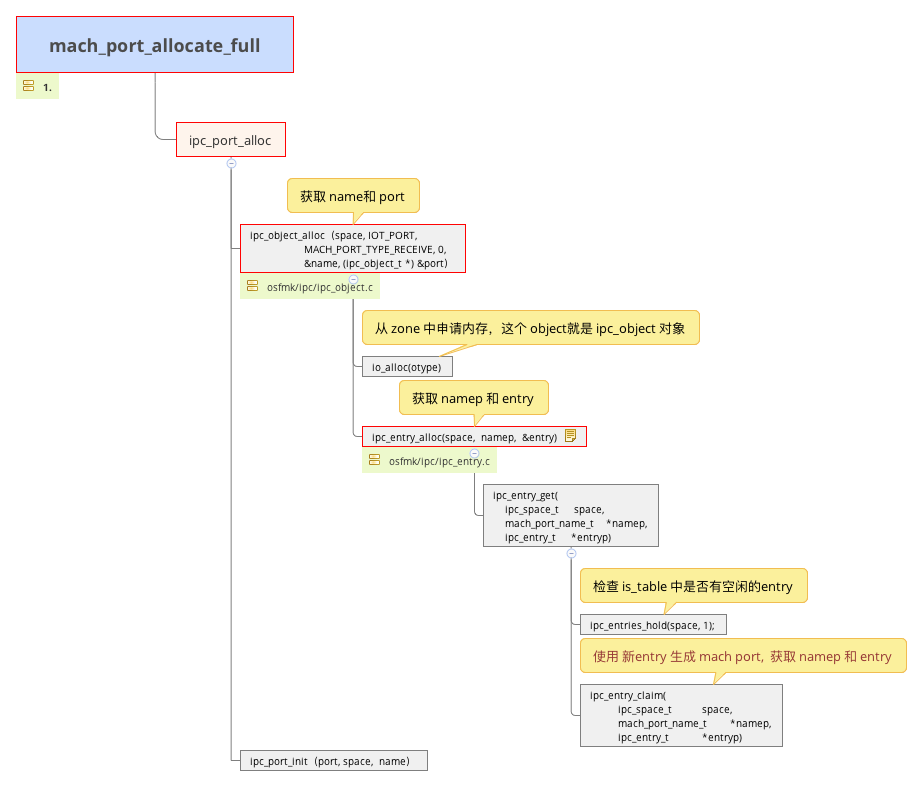 mach_port_allocate_full
1.
ipc_port_alloc
获取 name和 port
ipc_object_alloc（space, IOT_PORT,
MACH_PORT_TYPE_RECEIVE, 0,
&name, (ipc_object_t *) &port）
osfmk/ipc/ipc_object.c
从 zone 中申请内存，这个 object就是 ipc_object 对象
io_alloc(otype)
获取 namep 和 entry
ipc_entry_alloc(space, namep, &entry)
osfmk/ipc/ipc_entry.c
ipc_entry_get(
ipc_space_t space,
mach_port_name_t *namep,
ipc_entry_t *entryp)
检查 is_table 中是否有空闲的entry
ipc_entries_hold(space, 1);
使用 新entry 生成 mach port, 获取 namep 和 entry
ipc_entry_claim(
ipc_space_t space,
mach_port_name_t *namep,
ipc_entry_t *entryp)
ipc_port_init（port, space, name）